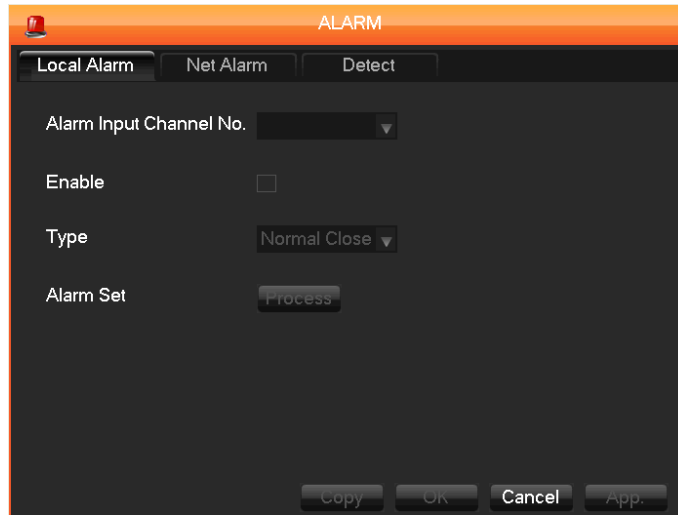 ALARM
Local Alarm Net Alarm Detect
Alarm Input Channel No.
Enable
Type Normal Close
Alarm Set Process
Copy OK Cancel App.